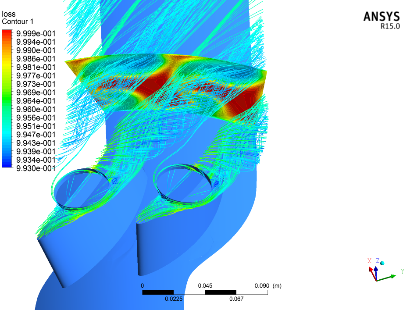 loss
Contour 1
ANSYS
R15.0
9.999e-001
9.994e-001
9.990e-001
9.986e-001
9.981e-001
9.977e-001
9.973e-001
9.969e-001
9.964e-001
9.960e-001
9.956e-001
9.951e-001
9.947e-001
9.943e-001
9.939e-001
9.934e-001
9.930e-001
0 0.045 0.090 (m)
0.0225 0.067
X Z
Y